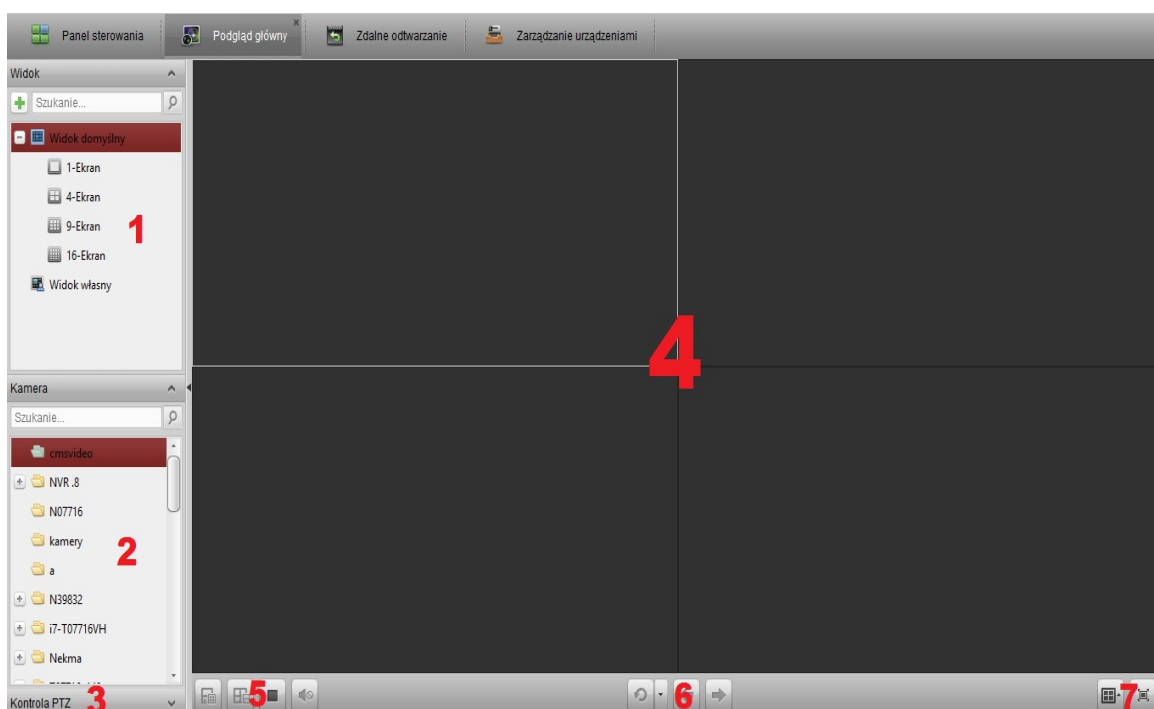 Panel sterowania
Podgląd główny
x
Zdalne odtwarzanie
Zarządzanie urządzeniami
Widok
Szukanie...
Widok domyślny
1-Ekran
4-Ekran
9-Ekran
16-Ekran
Widok własny
1
Kamera
Szukanie...
cmsvideo
NVR .8
N07716
kamery
a
N39832
i7-T07716VH
Nekma
2
Kontrola PTZ
3
4
5
6
7